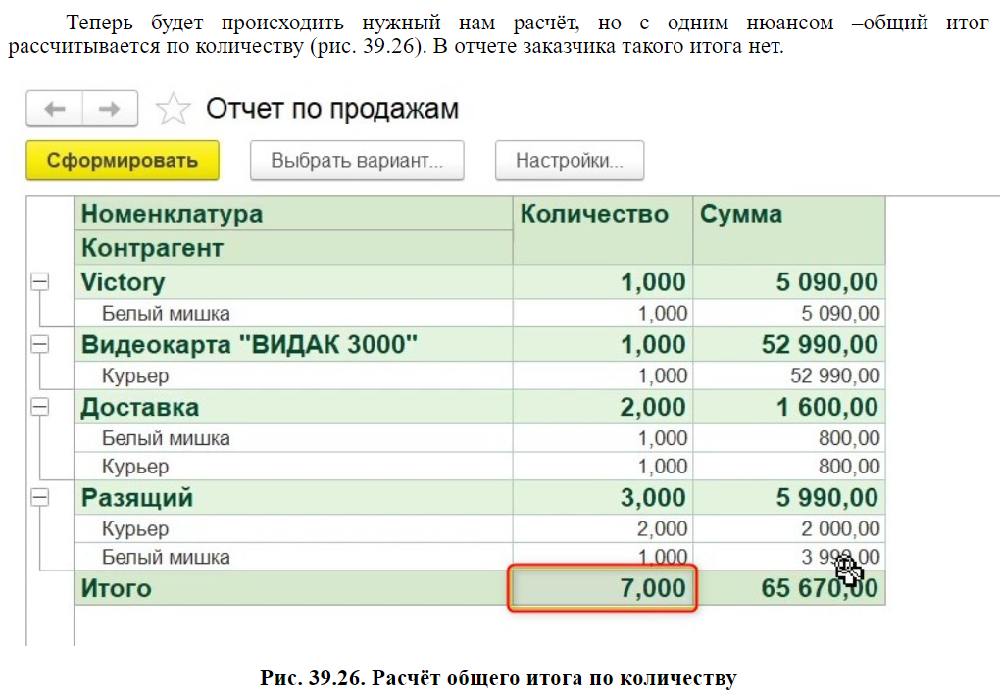 Теперь будет происходить нужный нам расчёт, но с одним нюансом –общий итог
рассчитывается по количеству (рис. 39.26). В отчете заказчика такого итога нет.
Отчет по продажам
Сформировать Выбрать вариант... Настройки...
Номенклатура Количество Сумма
Контрагент
Victory 1,000 5 090,00
Белый мишка 1,000 5 090,00
Видеокарта "ВИДАК 3000" 1,000 52 990,00
Курьер 1,000 52 990,00
Доставка 2,000 1 600,00
Белый мишка 1,000 800,00
Курьер 1,000 800,00
Разящий 3,000 5 990,00
Курьер 2,000 2 000,00
Белый мишка 1,000
Итого 7,000 65 670,00
Рис. 39.26. Расчёт общего итога по количеству